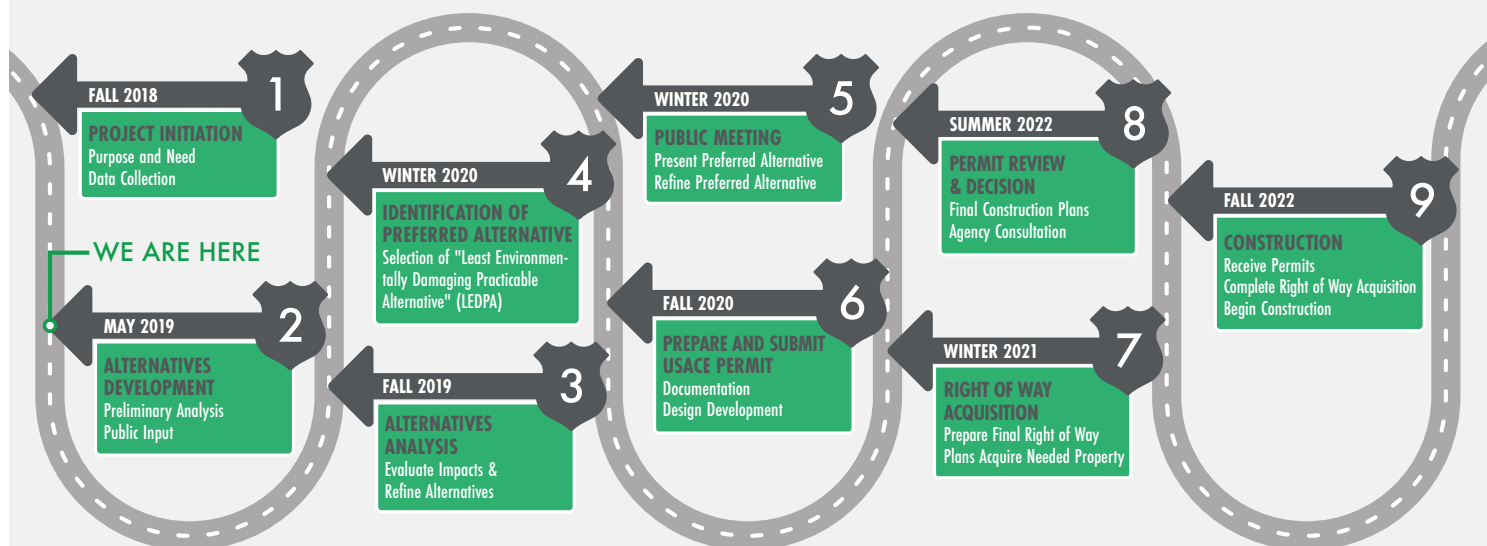 1
FALL 2018
PROJECT INITIATION
Purpose and Need
Data Collection
WE ARE HERE
2
MAY 2019
ALTERNATIVES
DEVELOPMENT
Preliminary Analysis
Public Input
3
FALL 2019
ALTERNATIVES
ANALYSIS
Evaluate Impacts &
Refine Alternatives
4
WINTER 2020
IDENTIFICATION OF
PREFERRED ALTERNATIVE
Selection of "Least Environmen-
tally Damaging Practicable
Alternative" (LEDPA)
5
WINTER 2020
PUBLIC MEETING
Present Preferred Alternative
Refine Preferred Alternative
6
FALL 2020
PREPARE AND SUBMIT
USACE PERMIT
Documentation
Design Development
7
WINTER 2021
RIGHT OF WAY
ACQUISITION
Prepare Final Right of Way
Plans Acquire Needed Property
8
SUMMER 2022
PERMIT REVIEW
& DECISION
Final Construction Plans
Agency Consultation
9
FALL 2022
CONSTRUCTION
Receive Permits
Complete Right of Way Acquisition
Begin Construction